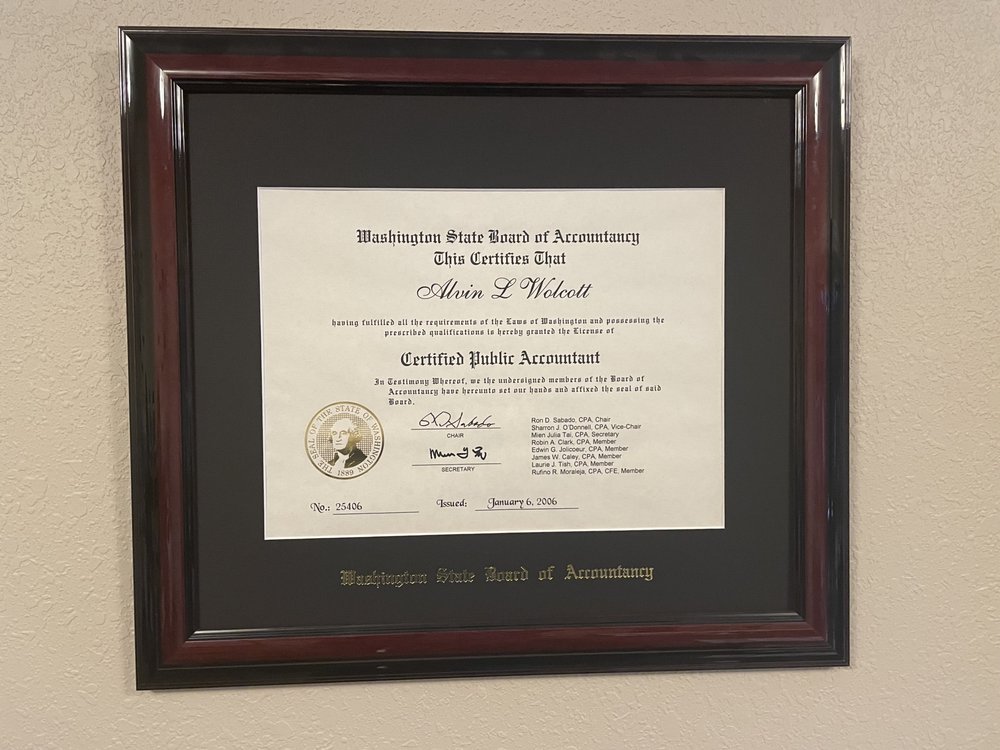 Washington State Board of Accountancy
This Certifies That
Alvin L Wolcott
having fulfilled all the requirements of the Laws of Washington and possessing the
prescribed qualifications is hereby granted the License of
Certified Public Accountant
In Testimony Whereof, we the undersigned members of the Board of
Accountancy have hereunto set our hands and affixed the seal of said
Board.
THE SEAL OF THE STATE OF WASHINGTON
1889
CHAIR
SECRETARY
Ron D. Sabado, CPA, Chair
Sharron J. O'Donnell, CPA, Vice-Chair
Mien Julia Tai, CPA, Secretary
Robin A. Clark, CPA, Member
Edwin G. Jolicoeur, CPA, Member
James W. Caley, CPA, Member
Laurie J. Tish, CPA, Member
Rufino R. Moraleja, CPA, CFE, Member
No.: 25406 Issued: January 6, 2006
Washington State Board of Accountancy